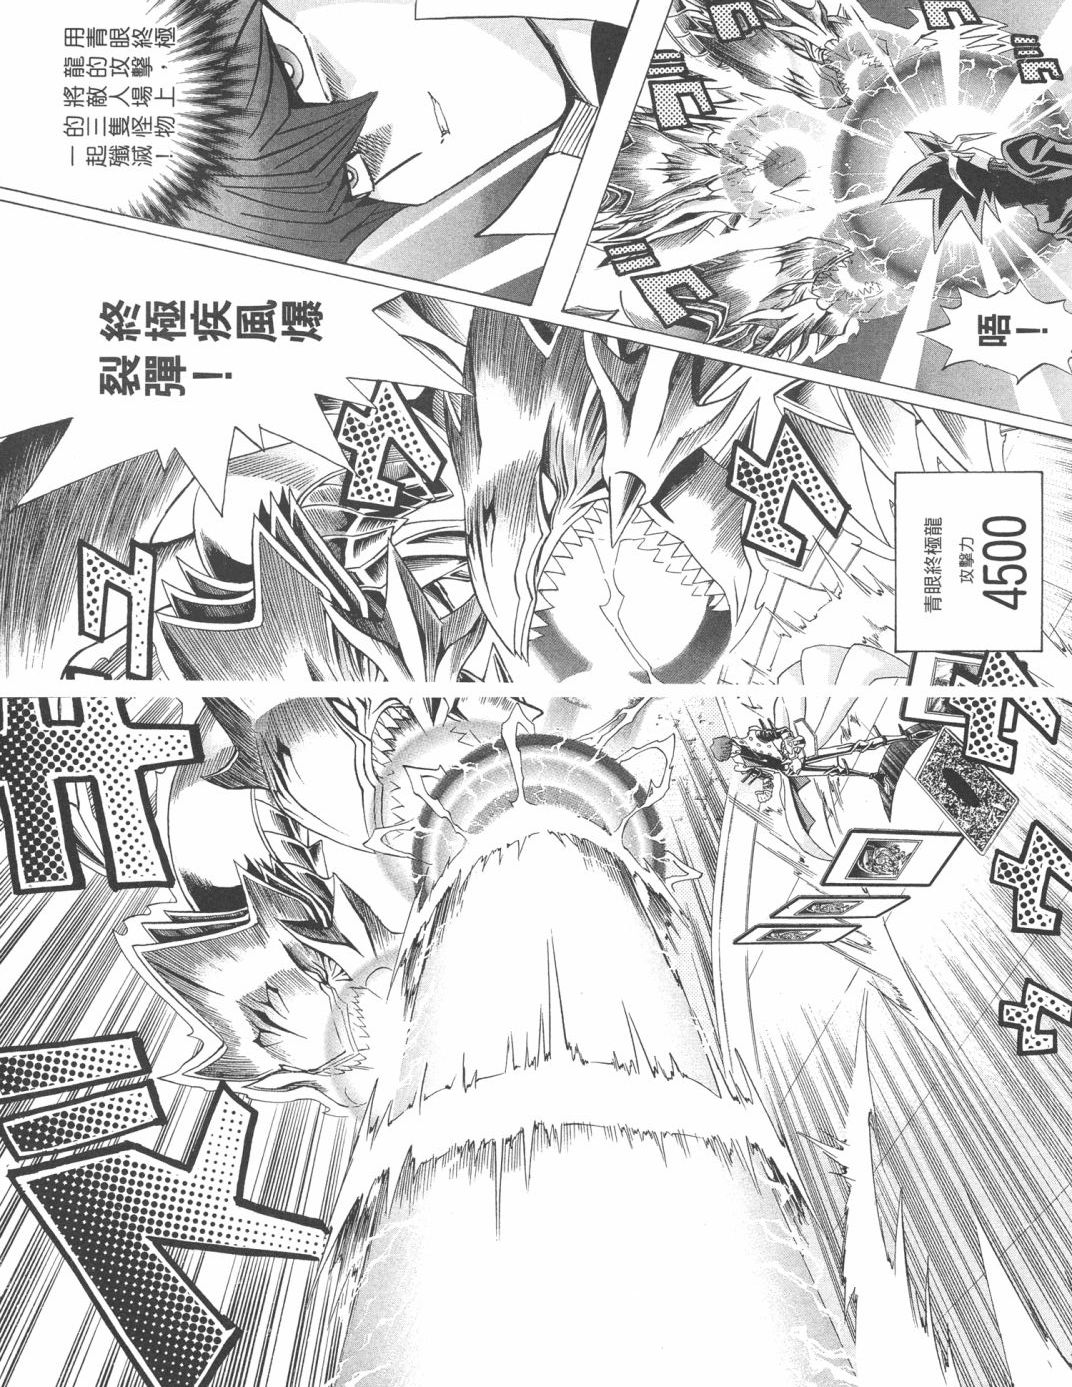 唔!
用青眼終極
龍的攻擊,
將敵人場上
的三隻怪物
一起殲滅!
終極疾風爆
裂彈!
青眼終極龍
攻擊力
4500